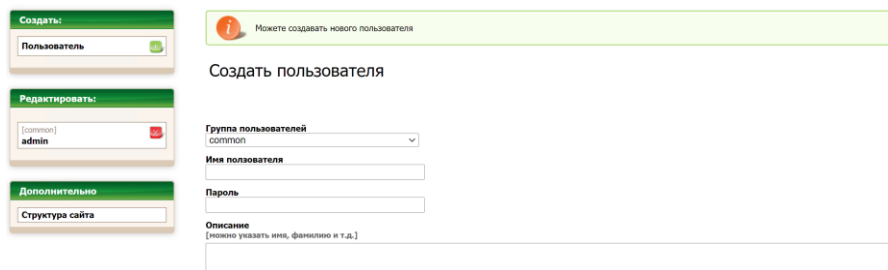 Создать:
Пользователь
Редактировать:
[common]
admin
Дополнительно
Структура сайта
Можете создавать нового пользователя
Создать пользователя
Группа пользователей
common
Имя ползователя
Пароль
Описание
[можно указать имя, фамилию и т.д.]